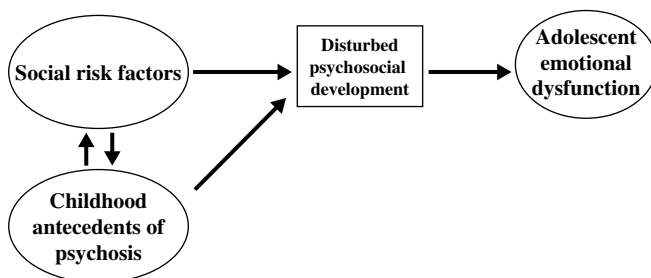 Social risk factors
Disturbed
psychosocial
development
Adolescent
emotional
dysfunction
Childhood
antecedents of
psychosis